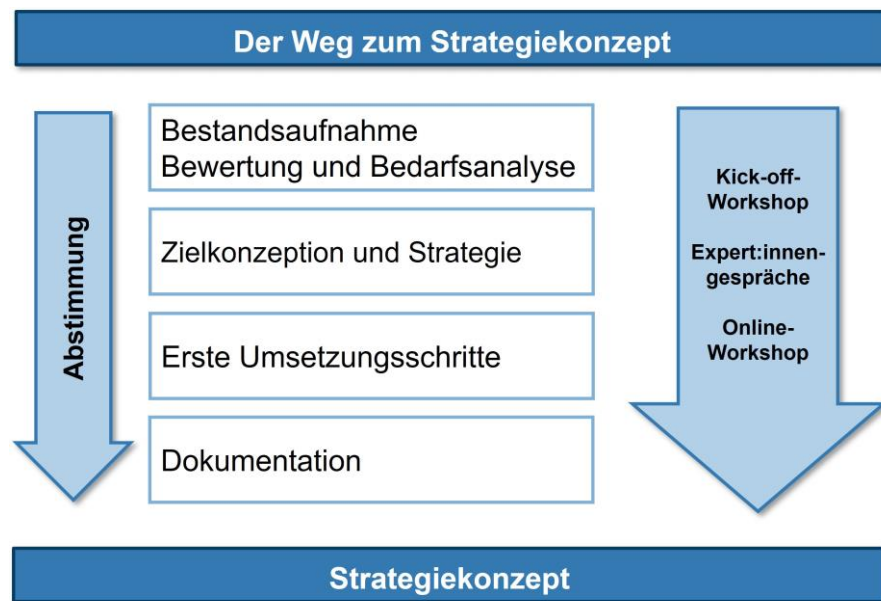 Der Weg zum Strategiekonzept
Abstimmung
Bestandsaufnahme
Bewertung und Bedarfsanalyse
Zielkonzeption und Strategie
Erste Umsetzungsschritte
Dokumentation
Kick-off-
Workshop
Expert:innen-
gespräche
Online-
Workshop
Strategiekonzept